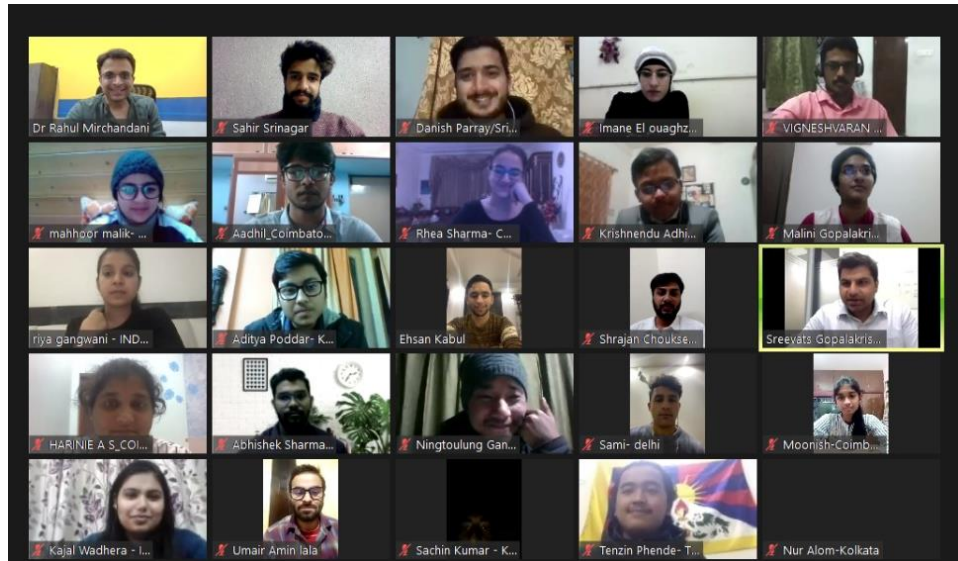 Dr Rahul Mirchandani
Sahir Srinagar
Danish Parray/Sri...
Imane El ouaghz...
VIGNESHVARAN ...
mahhoor malik- ...
Aadhil_Coimbato...
Rhea Sharma- C...
Krishnendu Adhi...
Malini Gopalakri...
riya gangwani - IND...
Aditya Poddar- K...
Ehsan Kabul
Shrajan Choukse...
Sreevats Gopalakris...
HARINIE A S_COI...
Abhishek Sharma...
Ningtoulung Gan...
Sami- delhi
Moonish-Coimb...
Kajal Wadhera - I...
Umair Amin lala
Sachin Kumar - K...
Tenzin Phende- T...
Nur Alom-Kolkata